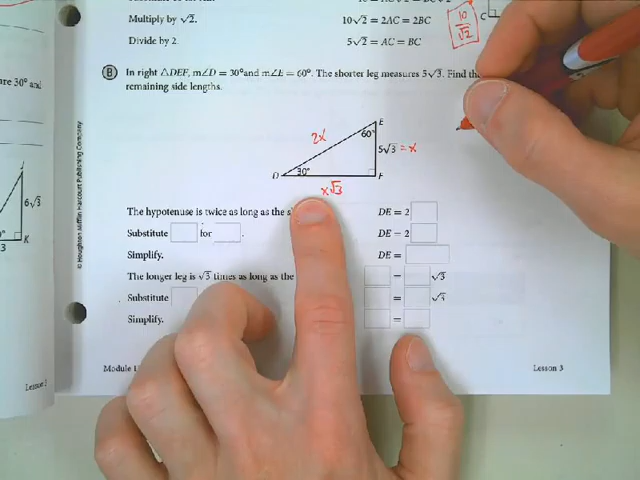 Multiply by √2.
10√2 = 2AC = 2BC
10
√2
C
Divide by 2.
5√2 = AC = BC
B In right △DEF, m∠D = 30° and m∠E = 60°. The shorter leg measures 5√3. Find the
remaining side lengths.
are 30° and
E
2x
60°
5√3 = x
D
30°
F
x√3
6√3
K
3
The hypotenuse is twice as long as the
DE = 2
Substitute for .
DE = 2
Simplify.
DE =
The longer leg is √3 times as long as the
= √3
Substitute
= √3
Simplify.
=
© Houghton Mifflin Harcourt Publishing Company
Module
Lesson 3
Lesson